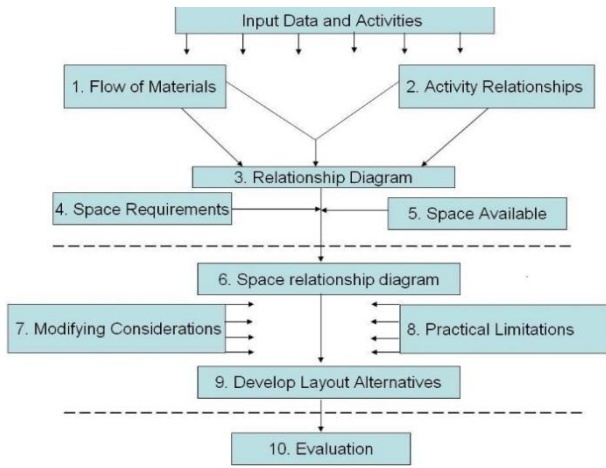 Input Data and Activities
1. Flow of Materials
2. Activity Relationships
3. Relationship Diagram
4. Space Requirements
5. Space Available
6. Space relationship diagram
7. Modifying Considerations
8. Practical Limitations
9. Develop Layout Alternatives
10. Evaluation